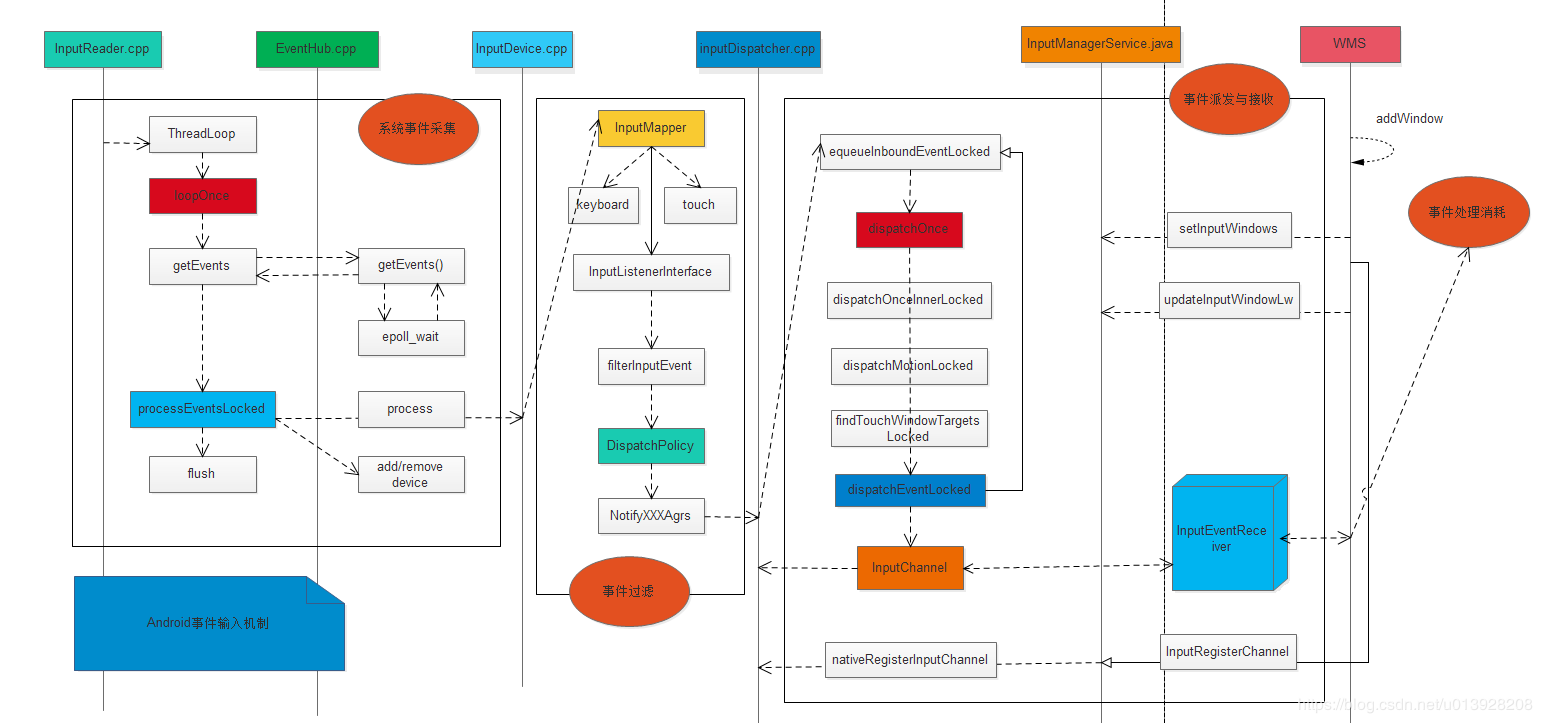 InputReader.cpp
EventHub.cpp
InputDevice.cpp
inputDispatcher.cpp
InputManagerService.java
WMS
系统事件采集
ThreadLoop
loopOnce
getEvents
getEvents()
epoll_wait
processEventsLocked
process
flush
add/remove
device
Android事件输入机制
InputMapper
keyboard
touch
InputListenerInterface
filterInputEvent
DispatchPolicy
NotifyXXXAgrs
事件过滤
事件派发与接收
equeueInboundEventLocked
dispatchOnce
dispatchOnceInnerLocked
dispatchMotionLocked
findTouchWindowTargets
Locked
dispatchEventLocked
InputChannel
nativeRegisterInputChannel
addWindow
setInputWindows
updateInputWindowLw
事件处理消耗
InputEventRece
iver
InputRegisterChannel
https://blog.csdn.net/u013928208